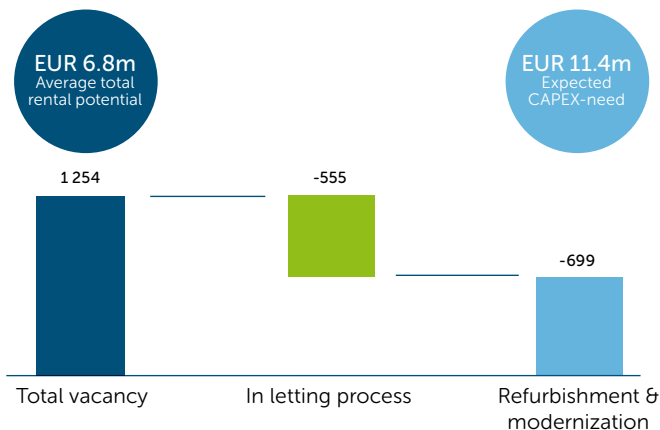 EUR 6.8m
Average total
rental potential
EUR 11.4m
Expected
CAPEX-need
1 254
-555
-699
Total vacancy
In letting process
Refurbishment &
modernization